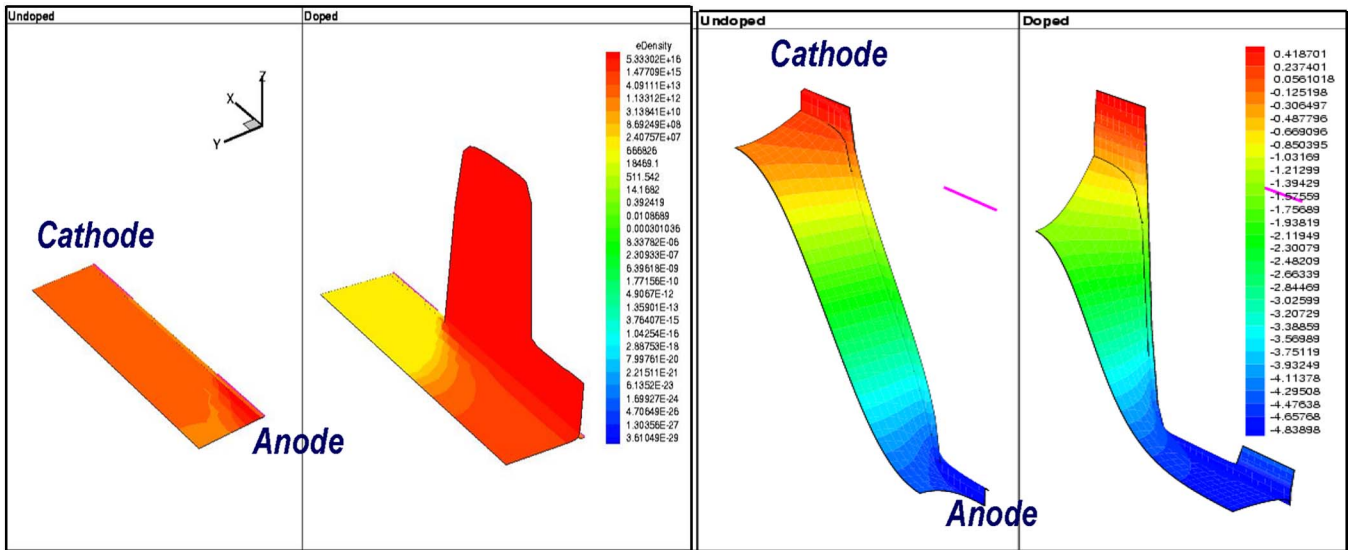 Undoped
Doped
eDensity
5.33302E+16
1.47709E+15
4.09111E+13
1.13312E+12
3.13841E+10
8.69249E+08
2.40757E+07
666826
18469.1
511.542
14.1682
0.392419
0.0108689
0.000301036
8.33782E-06
2.30933E-07
6.39618E-09
1.77156E-10
4.9067E-12
1.35901E-13
3.76407E-15
1.04254E-16
2.88753E-18
7.99761E-20
2.21511E-21
6.1352E-23
1.69927E-24
4.70649E-26
1.30356E-27
3.61049E-29
Z
X
Y
Cathode
Anode
Undoped
Doped
Cathode
0.418701
0.237401
0.0561018
-0.125198
-0.306497
-0.487796
-0.669096
-0.850395
-1.03169
-1.21299
-1.39429
-1.57559
-1.75689
-1.93819
-2.11949
-2.30079
-2.48209
-2.66339
-2.84469
-3.02599
-3.20729
-3.38859
-3.56989
-3.75119
-3.93249
-4.11378
-4.29508
-4.47638
-4.65768
-4.83898
Anode